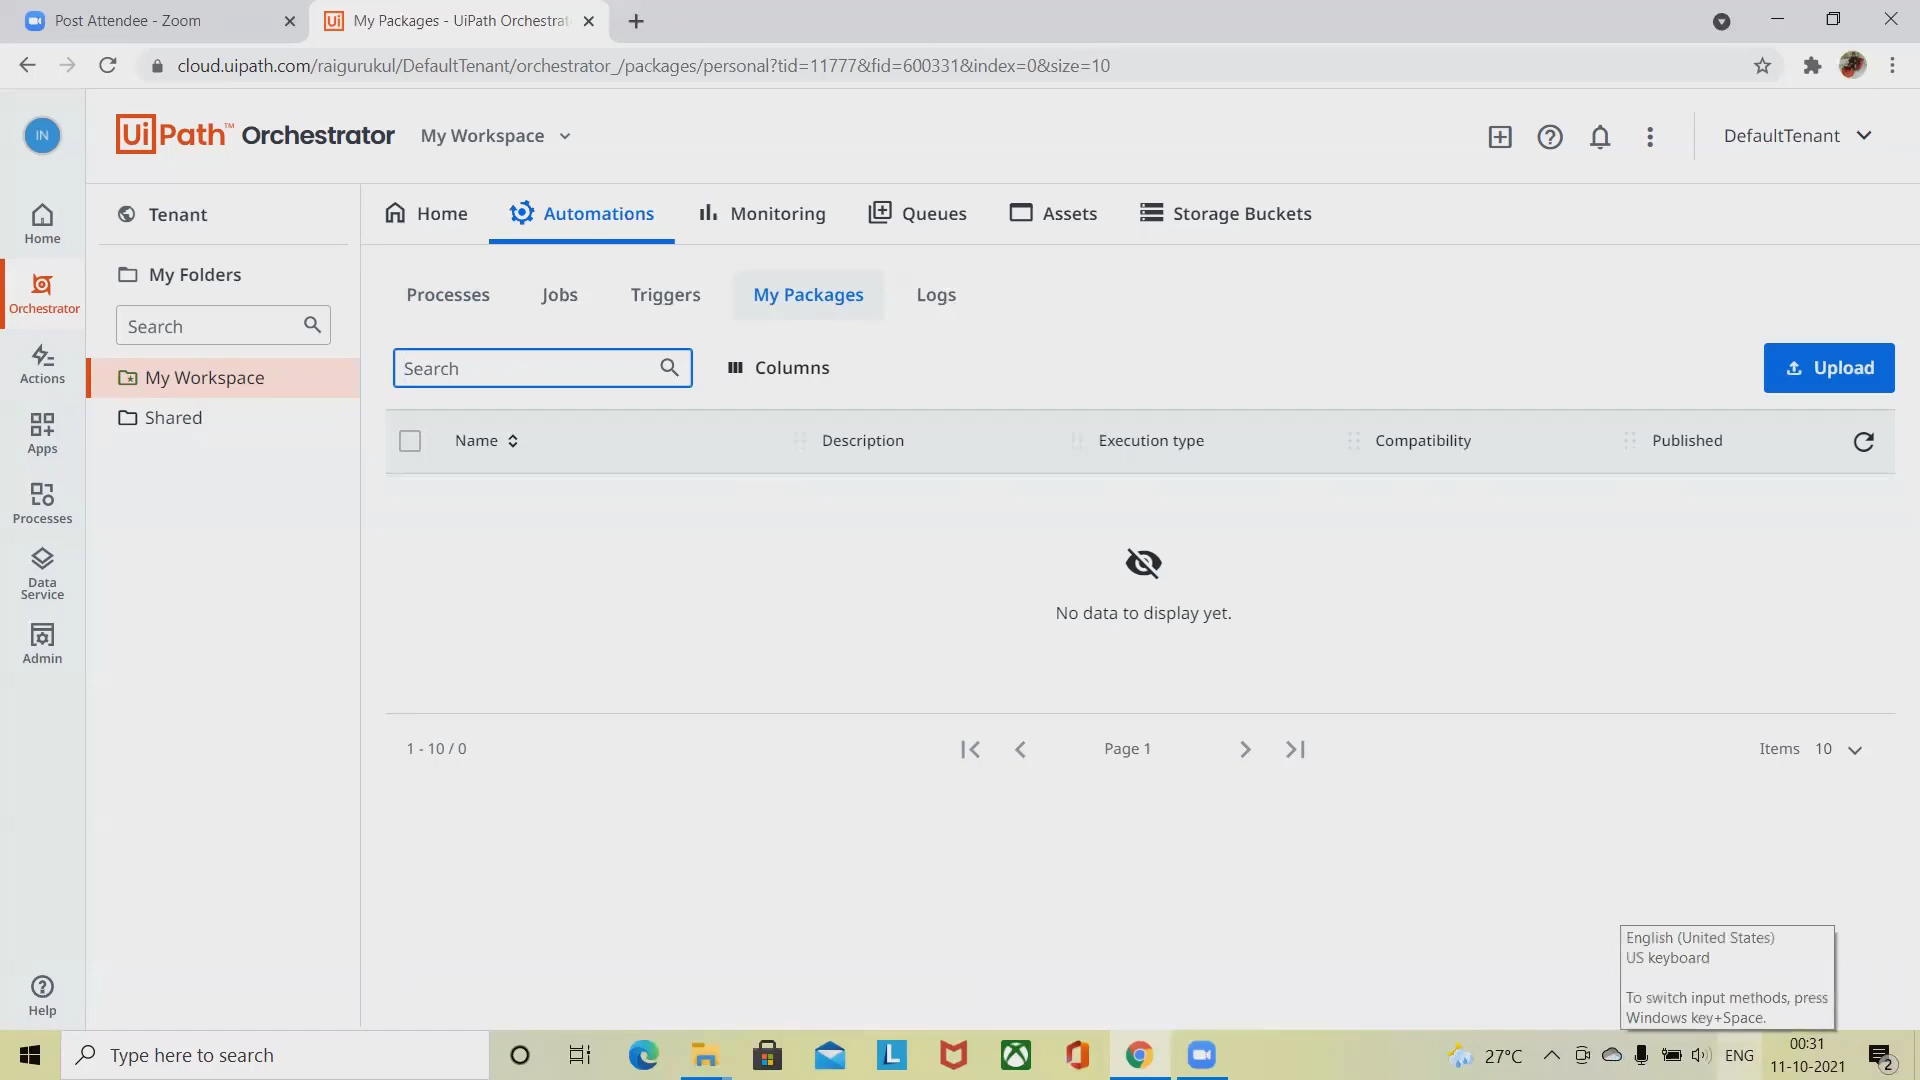 Post Attendee - Zoom
My Packages - UiPath Orchestrat
cloud.uipath.com/raigurukul/DefaultTenant/orchestrator_/packages/personal?tid=11777&fid=600331&index=0&size=10
IN
UiPath™ Orchestrator
My Workspace
DefaultTenant
Home
Orchestrator
Actions
Apps
Processes
Data
Service
Admin
Help
Tenant
My Folders
Search
My Workspace
Shared
Home
Automations
Monitoring
Queues
Assets
Storage Buckets
Processes
Jobs
Triggers
My Packages
Logs
Search
Columns
Upload
Name
Description
Execution type
Compatibility
Published
No data to display yet.
1 - 10 / 0
Page 1
Items 10
English (United States)
US keyboard
To switch input methods, press
Windows key+Space.
Type here to search
L
27°C
ENG
00:31
11-10-2021
2